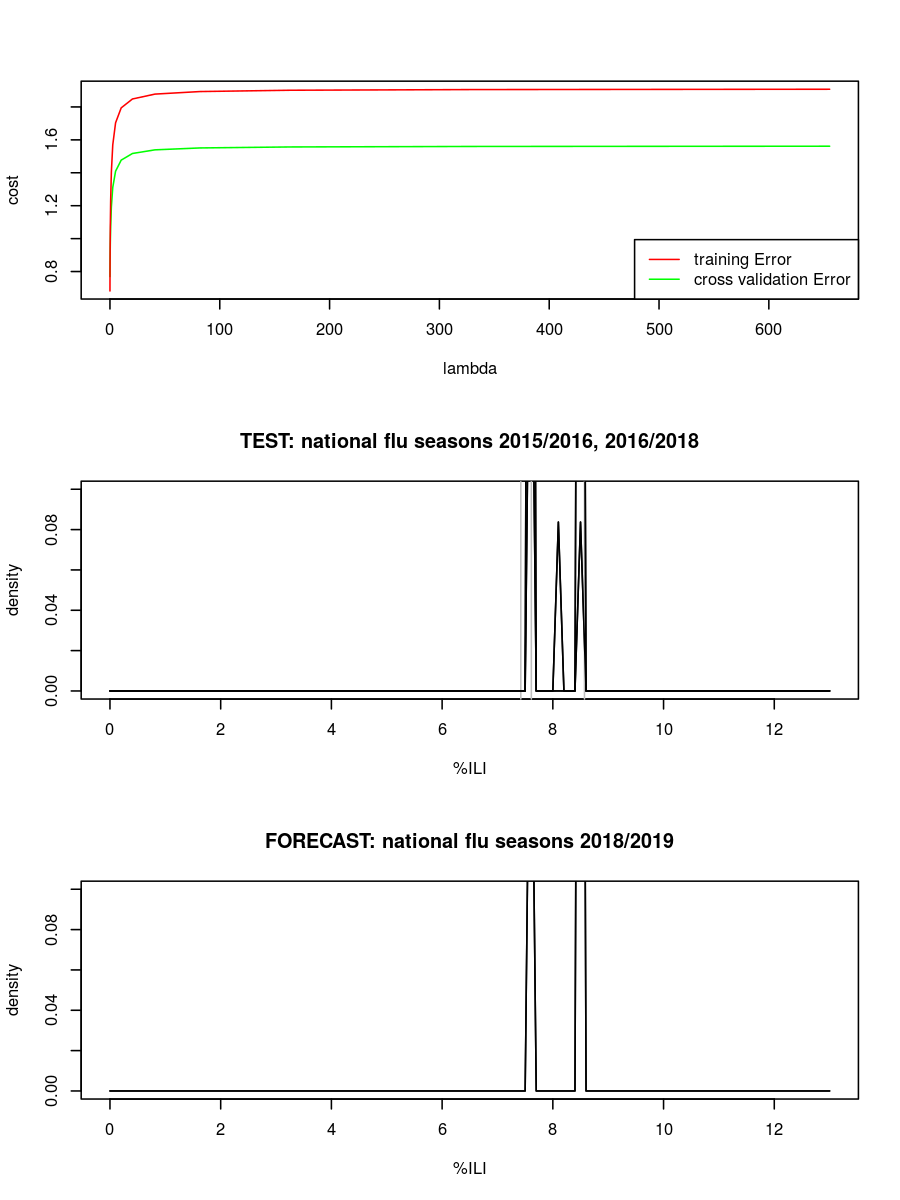 cost
0.8 1.2 1.6
training Error
cross validation Error
0 100 200 300 400 500 600
lambda
TEST: national flu seasons 2015/2016, 2016/2018
density
0.00 0.04 0.08
0 2 4 6 8 10 12
%ILI
FORECAST: national flu seasons 2018/2019
density
0.00 0.04 0.08
0 2 4 6 8 10 12
%ILI